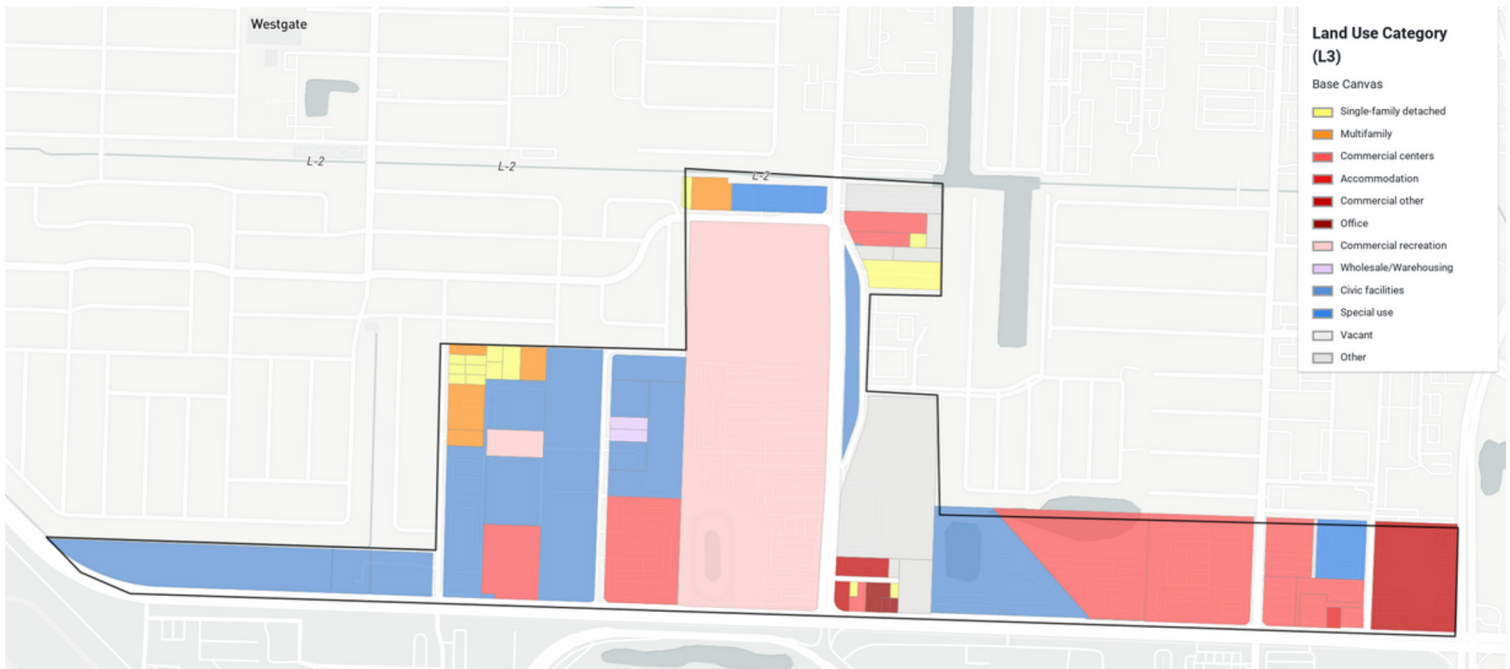 Westgate
L-2
L-2
L-2
Land Use Category
(L3)
Base Canvas
Single-family detached
Multifamily
Commercial centers
Accommodation
Commercial other
Office
Commercial recreation
Wholesale/Warehousing
Civic facilities
Special use
Vacant
Other